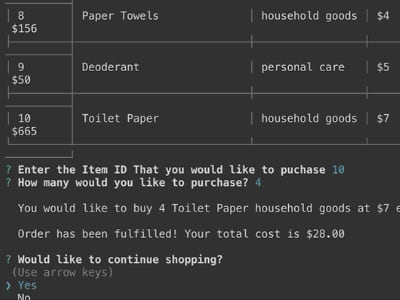 8 Paper Towels household goods $4
$156
9 Deoderant personal care $5
$50
10 Toilet Paper household goods $7
$665
? Enter the Item ID That you would like to puchase 10
? How many would you like to purchase? 4
You would like to buy 4 Toilet Paper household goods at $7 e
Order has been fulfilled! Your total cost is $28.00
? Would you like to continue shopping?
(Use arrow keys)
❯ Yes
No